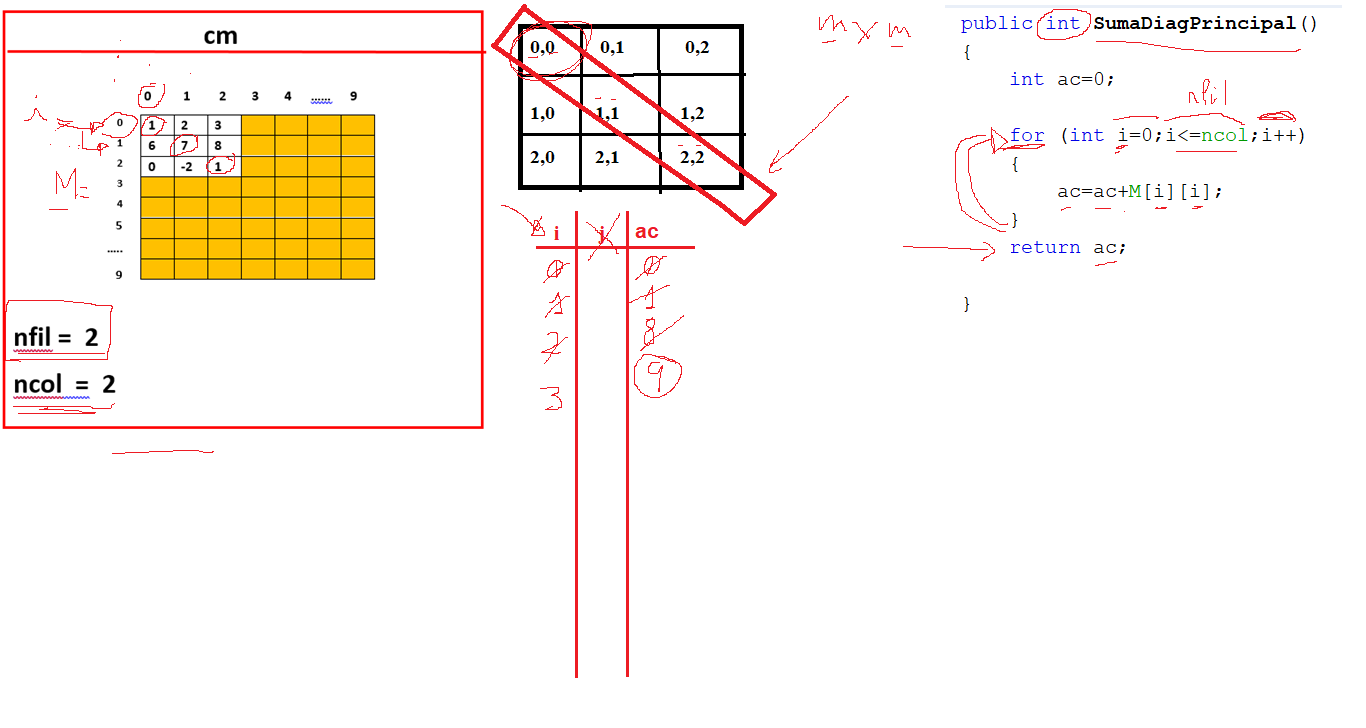 cm
0 1 2 3 4 ...... 9
0 1 2 3
1 6 7 8
2 0 -2 1
3
4
5
.....
9
M=
nfil = 2
ncol = 2
0,0 0,1 0,2
1,0 1,1 1,2
2,0 2,1 2,2
i j ac
0 0
1 1
2 8
9
3
m x m
public int SumaDiagPrincipal()
{
int ac=0;
nfil
for (int i=0;i<=ncol;i++)
{
ac=ac+M[i][i];
}
return ac;
}